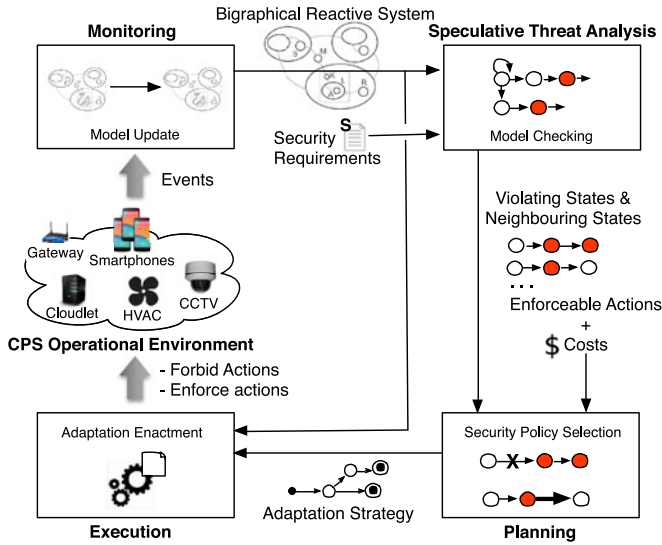 Bigraphical Reactive System
Monitoring
Speculative Threat Analysis
Model Update
S
Security
Requirements
Model Checking
Events
Violating States &
Neighbouring States
Gateway
Smartphones
Cloudlet
HVAC
CCTV
...
Enforceable Actions
+
$ Costs
CPS Operational Environment
- Forbid Actions
- Enforce actions
Adaptation Enactment
Security Policy Selection
X
Adaptation Strategy
Execution
Planning